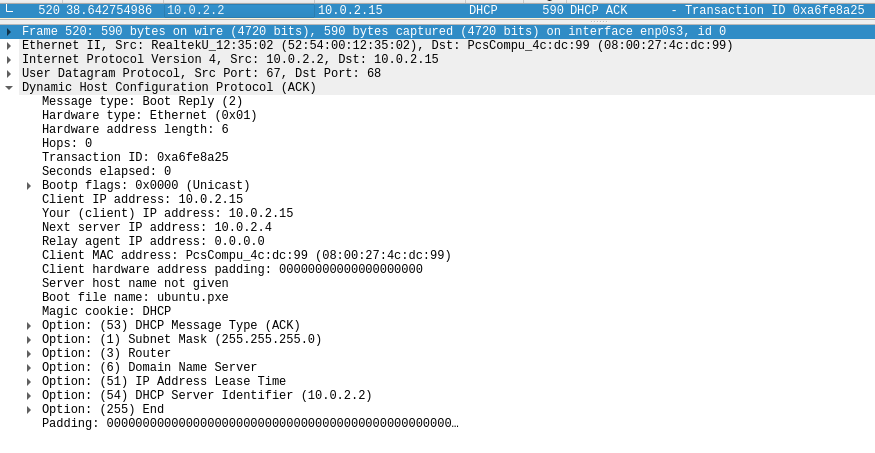 520 38.642754986 10.0.2.2 10.0.2.15 DHCP 590 DHCP ACK - Transaction ID 0xa6fe8a25
Frame 520: 590 bytes on wire (4720 bits), 590 bytes captured (4720 bits) on interface enp0s3, id 0
Ethernet II, Src: RealtekU_12:35:02 (52:54:00:12:35:02), Dst: PcsCompu_4c:dc:99 (08:00:27:4c:dc:99)
Internet Protocol Version 4, Src: 10.0.2.2, Dst: 10.0.2.15
User Datagram Protocol, Src Port: 67, Dst Port: 68
Dynamic Host Configuration Protocol (ACK)
Message type: Boot Reply (2)
Hardware type: Ethernet (0x01)
Hardware address length: 6
Hops: 0
Transaction ID: 0xa6fe8a25
Seconds elapsed: 0
Bootp flags: 0x0000 (Unicast)
Client IP address: 10.0.2.15
Your (client) IP address: 10.0.2.15
Next server IP address: 10.0.2.4
Relay agent IP address: 0.0.0.0
Client MAC address: PcsCompu_4c:dc:99 (08:00:27:4c:dc:99)
Client hardware address padding: 00000000000000000000
Server host name not given
Boot file name: ubuntu.pxe
Magic cookie: DHCP
Option: (53) DHCP Message Type (ACK)
Option: (1) Subnet Mask (255.255.255.0)
Option: (3) Router
Option: (6) Domain Name Server
Option: (51) IP Address Lease Time
Option: (54) DHCP Server Identifier (10.0.2.2)
Option: (255) End
Padding: 000000000000000000000000000000000000000000000000…